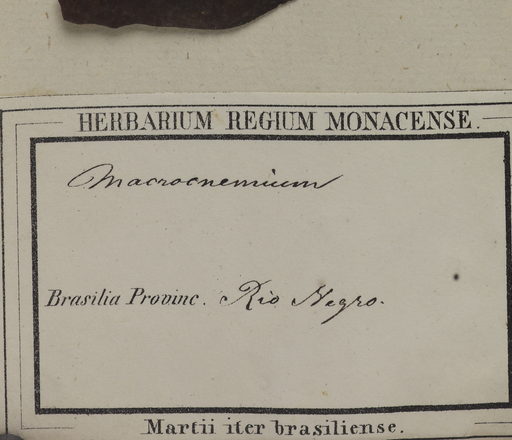 HERBARIUM REGIUM MONACENSE.
Macrocnemium
Brasilia Provinc. Rio Negro.
Martii iter brasiliense.